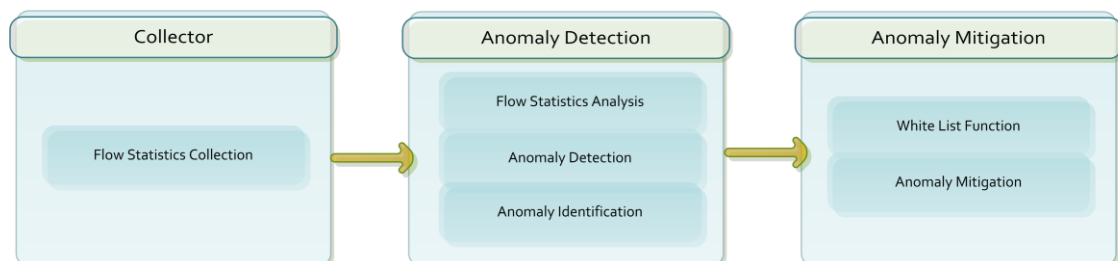 Collector
Flow Statistics Collection
Anomaly Detection
Flow Statistics Analysis
Anomaly Detection
Anomaly Identification
Anomaly Mitigation
White List Function
Anomaly Mitigation